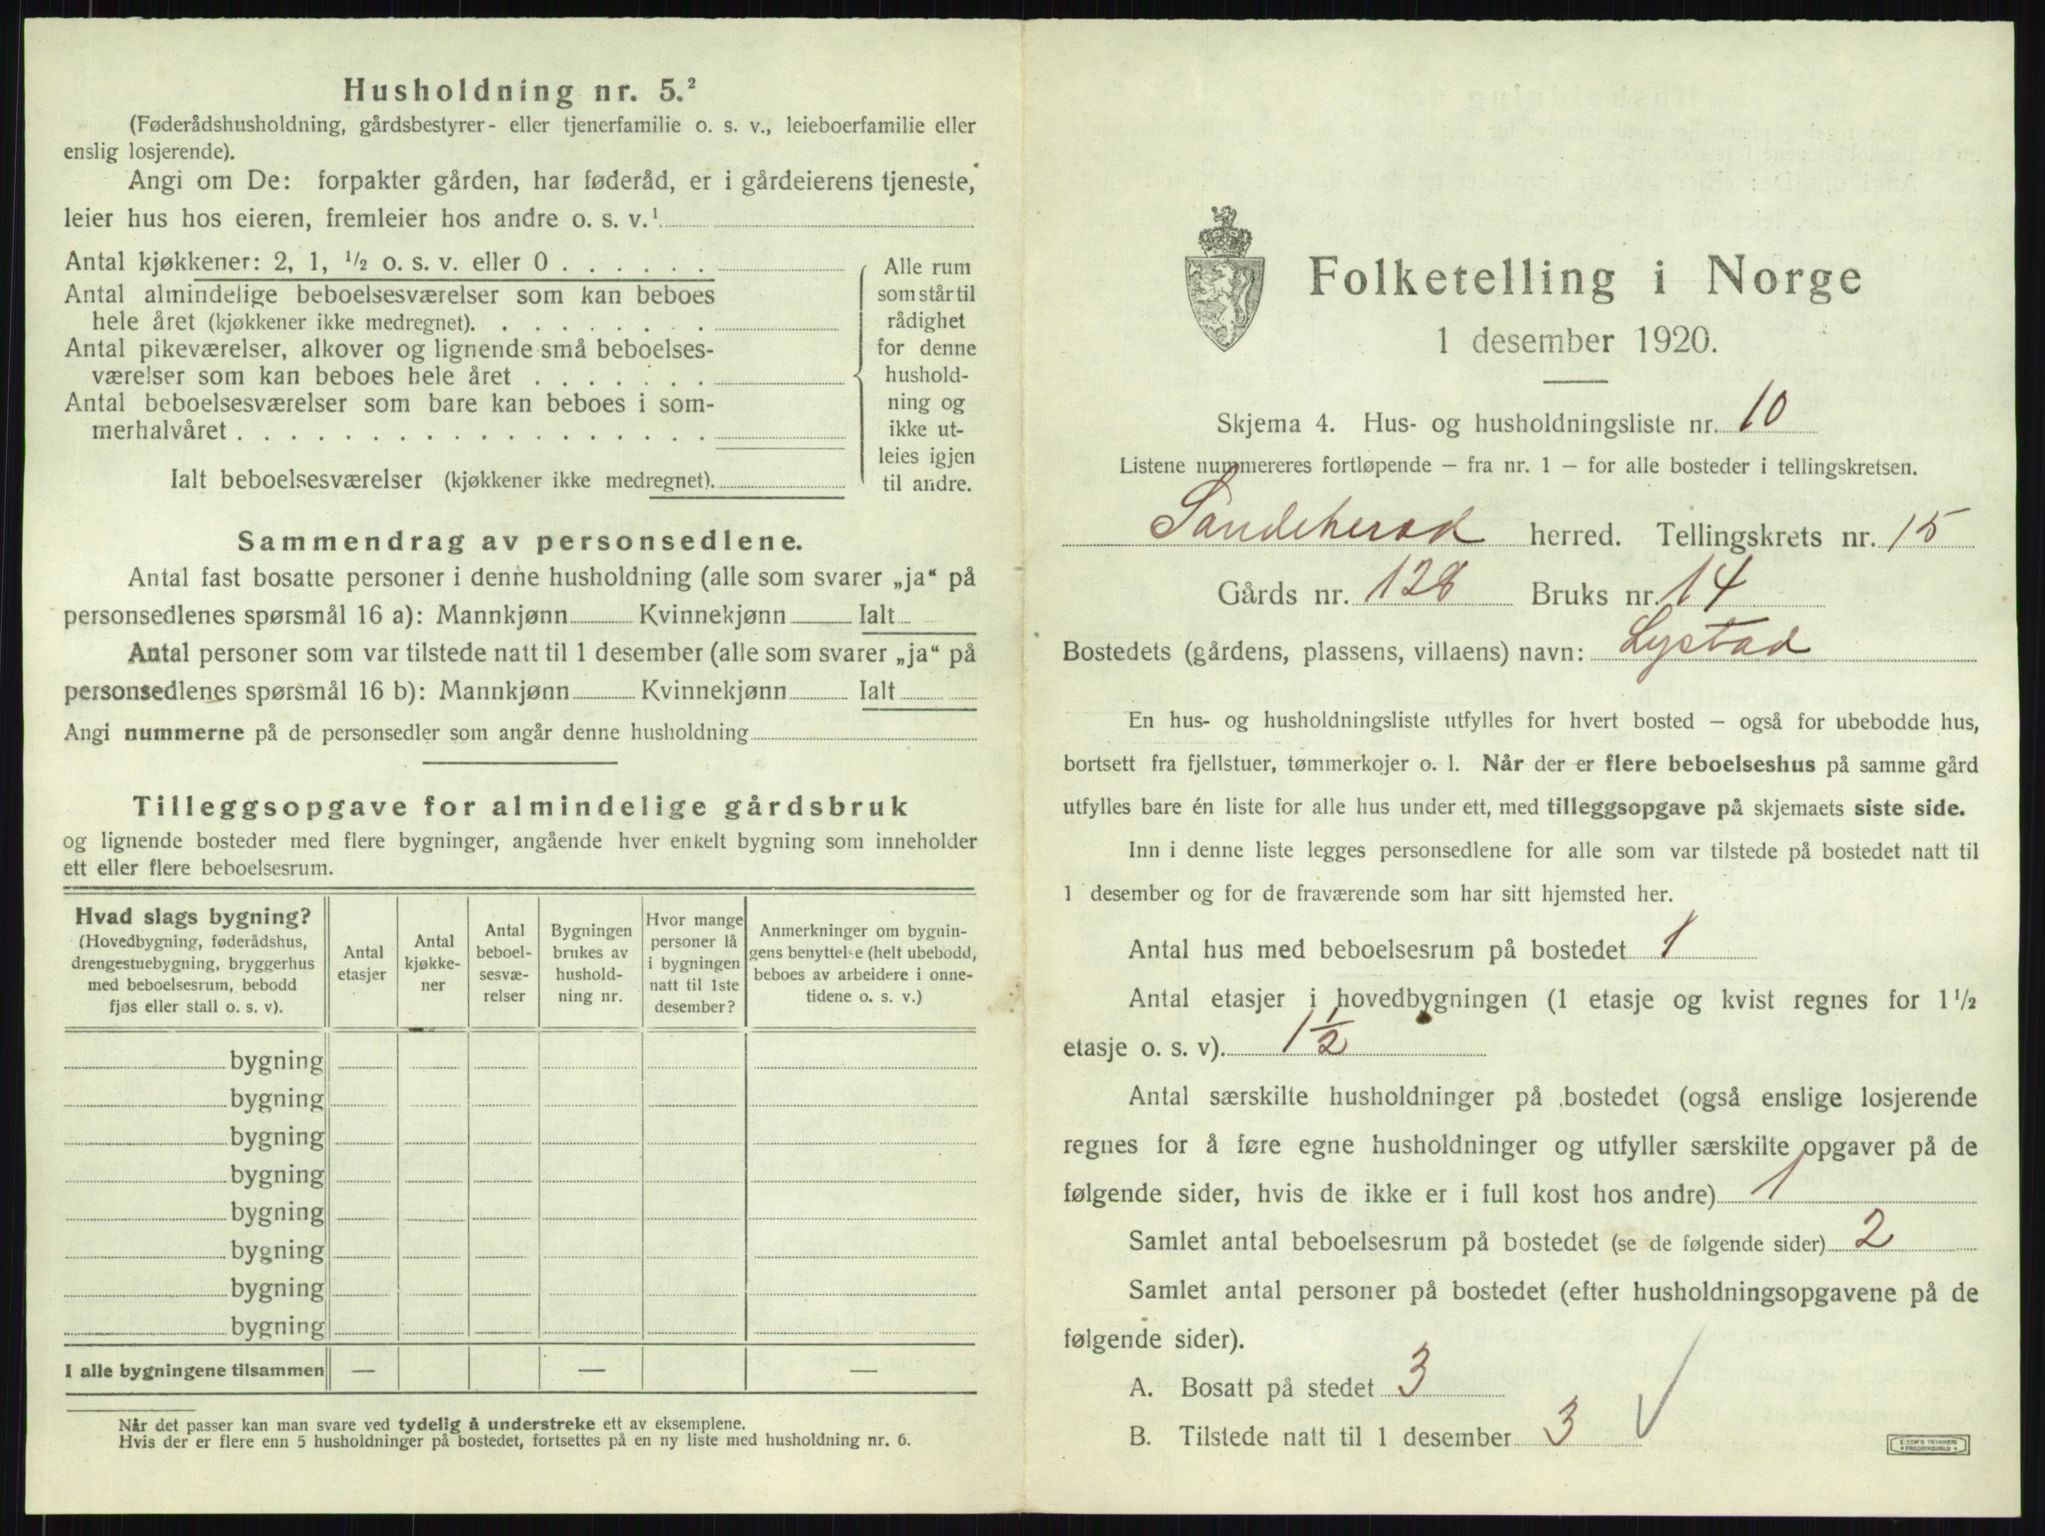 Husholdning nr. 5.²
(Føderådshusholdning, gårdsbestyrer- eller tjenerfamilie o. s. v., leieboerfamilie eller
enslig losjerende).
Angi om De: forpakter gården, har føderåd, er i gårdeierens tjeneste,
leier hus hos eieren, fremleier hos andre o. s. v.¹
Antal kjøkkener: 2, 1, ½ o. s. v. eller 0 . . . . . .
Antal almindelige beboelsesværelser som kan beboes
hele året (kjøkkener ikke medregnet). . . . . . . . .
Antal pikeværelser, alkover og lignende små beboelses-
værelser som kan beboes hele året . . . . . . .
Antal beboelsesværelser som bare kan beboes i som-
merhalvåret . . . . . . . . . . . . . . . . . .
Ialt beboelsesværelser (kjøkkener ikke medregnet).
Alle rum
som står til
rådighet
for denne
hushold-
ning og
ikke ut-
leies igjen
til andre.
Sammendrag av personsedlene.
Antal fast bosatte personer i denne husholdning (alle som svarer „ja“ på
personsedlenes spørsmål 16 a): Mannkjønn Kvinnekjønn Ialt
Antal personer som var tilstede natt til 1 desember (alle som svarer „ja“ på
personsedlenes spørsmål 16 b): Mannkjønn Kvinnekjønn Ialt
Angi nummerne på de personsedler som angår denne husholdning
Tilleggsopgave for almindelige gårdsbruk
og lignende bosteder med flere bygninger, angående hver enkelt bygning som inneholder
ett eller flere beboelsesrum.
Hvad slags bygning?
(Hovedbygning, føderådshus,
drengestuebygning, bryggerhus
med beboelsesrum, bebodd
fjøs eller stall o. s. v).
Antal
etasjer
Antal
kjøkke-
ner
Antal
beboel-
sesvæ-
relser
Bygningen
brukes av
hushold-
ning nr.
Hvor mange
personer lå
i bygningen
natt til 1ste
desember?
Anmerkninger om bygnin-
gens benyttelse (helt ubebodd,
beboes av arbeidere i onne-
tidene o. s. v.)
bygning
bygning
bygning
bygning
bygning
bygning
bygning
bygning
I alle bygningene tilsammen — — —
Når det passer kan man svare ved tydelig å understreke ett av eksemplene.
Hvis der er flere enn 5 husholdninger på bostedet, fortsettes på en ny liste med husholdning nr. 6.
Folketelling i Norge
1 desember 1920.
Skjema 4. Hus- og husholdningsliste nr. 10
Listene nummereres fortløpende – fra nr. 1 – for alle bosteder i tellingskretsen.
Sandeherad herred. Tellingskrets nr. 15
Gårds nr. 128 Bruks nr. 14
Bostedets (gårdens, plassens, villaens) navn: Lystad
En hus- og husholdningsliste utfylles for hvert bosted – også for ubebodde hus,
bortsett fra fjellstuer, tømmerkojer o. l. Når der er flere beboelseshus på samme gård
utfylles bare én liste for alle hus under ett, med tilleggsopgave på skjemaets siste side.
Inn i denne liste legges personsedlene for alle som var tilstede på bostedet natt til
1 desember og for de fraværende som har sitt hjemsted her.
Antal hus med beboelsesrum på bostedet 1
Antal etasjer i hovedbygningen (1 etasje og kvist regnes for 1½
etasje o. s. v). 1½
Antal særskilte husholdninger på bostedet (også enslige losjerende
regnes for å føre egne husholdninger og utfyller særskilte opgaver på de
følgende sider, hvis de ikke er i full kost hos andre) 1
Samlet antal beboelsesrum på bostedet (se de følgende sider) 2
Samlet antal personer på bostedet (efter husholdningsopgavene på de
følgende sider).
A. Bosatt på stedet 3
B. Tilstede natt til 1 desember 3